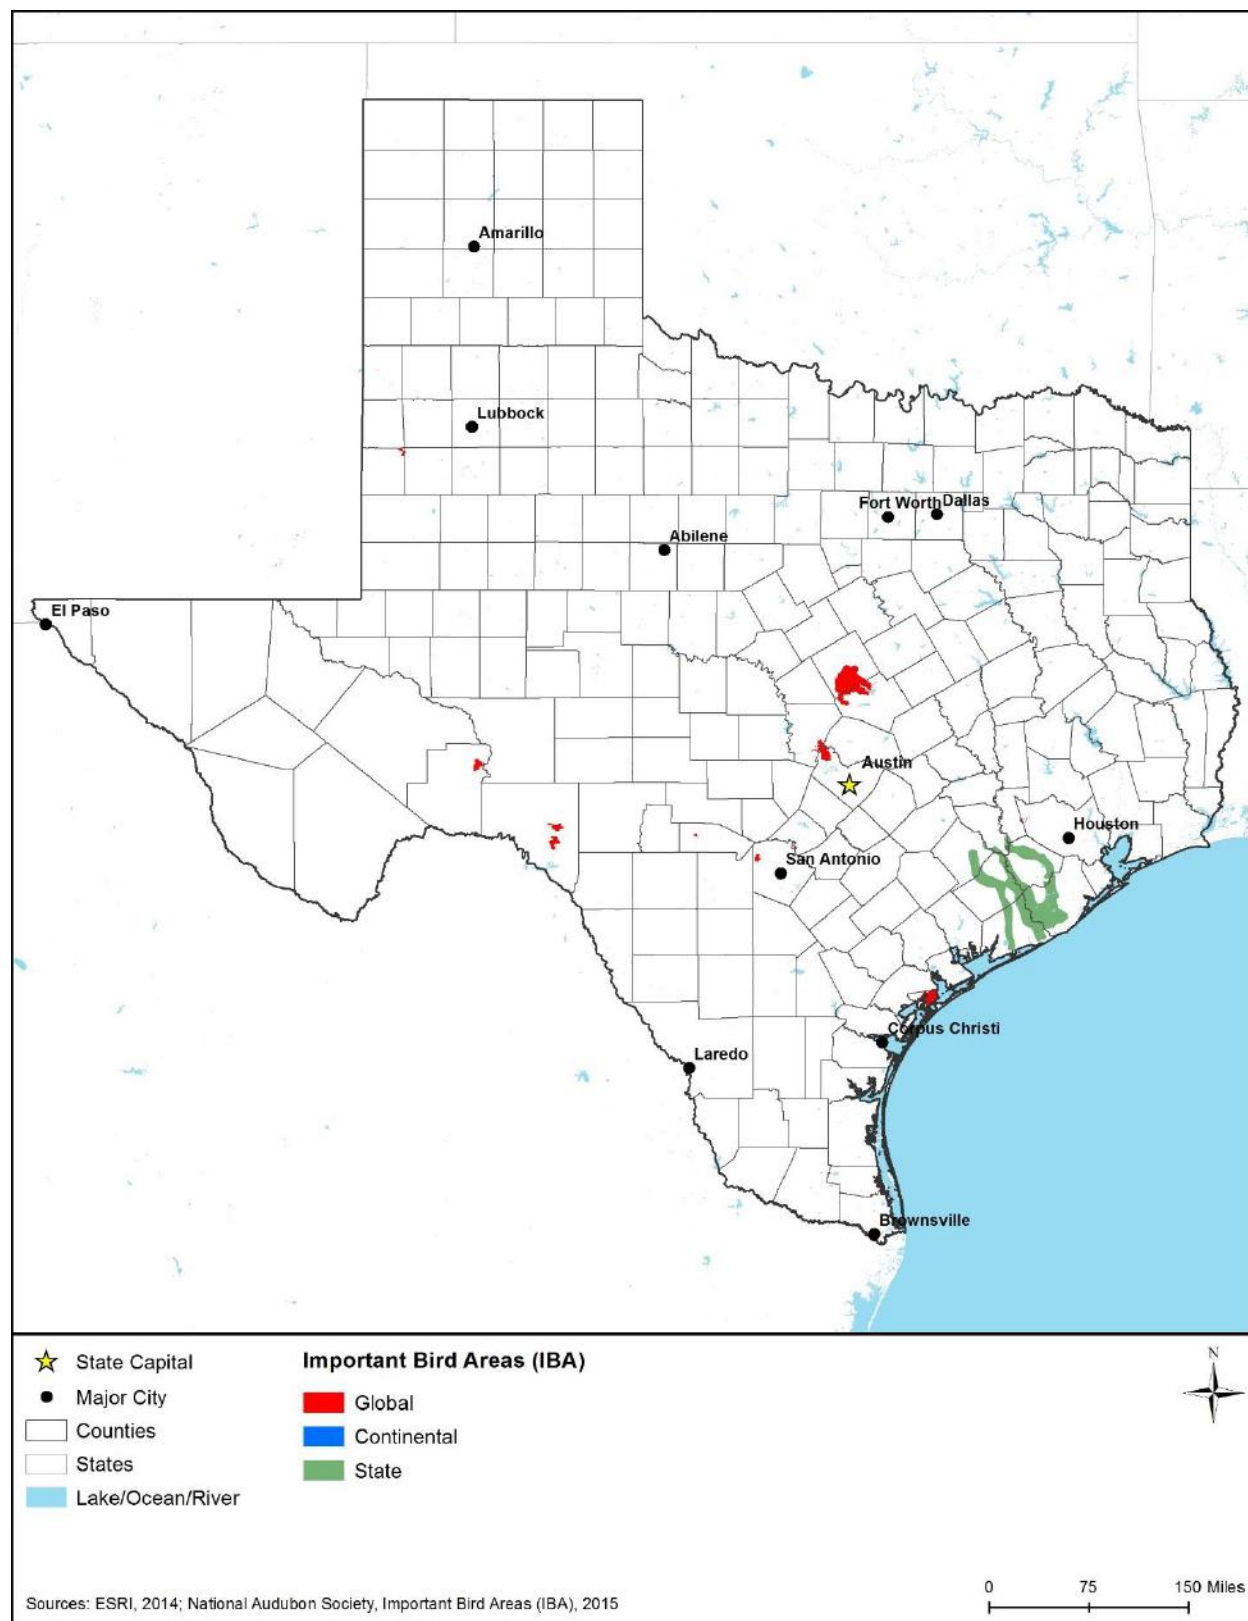 Amarillo
Lubbock
Fort Worth
Dallas
Abilene
El Paso
Austin
Houston
San Antonio
Corpus Christi
Laredo
Brownsville
State Capital
Major City
Counties
States
Lake/Ocean/River
Important Bird Areas (IBA)
Global
Continental
State
N
Sources: ESRI, 2014; National Audubon Society, Important Bird Areas (IBA), 2015
0 75 150 Miles